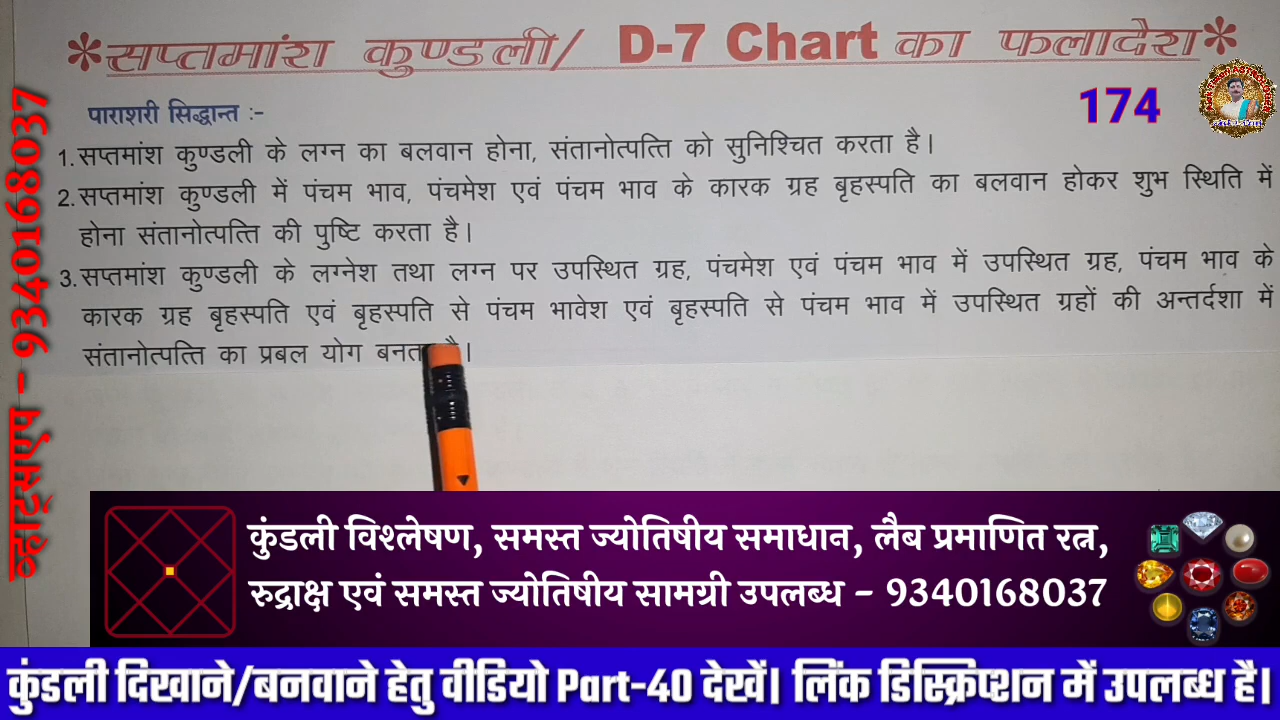 *सप्तमांश कुण्डली/ D-7 Chart का फलादेश*
174
पाराशरी सिद्धान्त :-
1. सप्तमांश कुण्डली के लग्न का बलवान होना, संतानोत्पत्ति को सुनिश्चित करता है।
2. सप्तमांश कुण्डली में पंचम भाव, पंचमेश एवं पंचम भाव के कारक ग्रह बृहस्पति का बलवान होकर शुभ स्थिति में
होना संतानोत्पत्ति की पुष्टि करता है।
3. सप्तमांश कुण्डली के लग्नेश तथा लग्न पर उपस्थित ग्रह, पंचमेश एवं पंचम भाव में उपस्थित ग्रह, पंचम भाव के
कारक ग्रह बृहस्पति एवं बृहस्पति से पंचम भावेश एवं बृहस्पति से पंचम भाव में उपस्थित ग्रहों की अन्तर्दशा में
संतानोत्पत्ति का प्रबल योग बनता है।
व्हाट्सएप - 9340168037
कुंडली विश्लेषण, समस्त ज्योतिषीय समाधान, लैब प्रमाणित रत्न,
रुद्राक्ष एवं समस्त ज्योतिषीय सामग्री उपलब्ध - 9340168037
कुंडली दिखाने/बनवाने हेतु वीडियो Part-40 देखें। लिंक डिस्क्रिप्शन में उपलब्ध है।